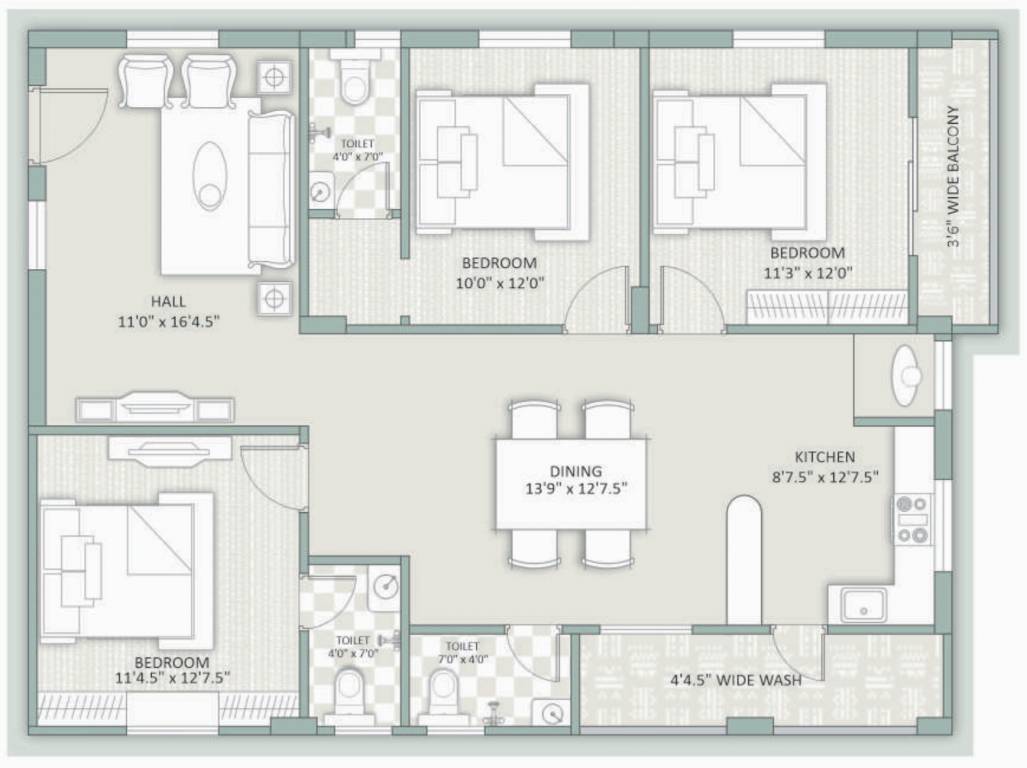 TOILET
4'0" x 7'0"
3'6" WIDE BALCONY
BEDROOM
10'0" x 12'0"
BEDROOM
11'3" x 12'0"
HALL
11'0" x 16'4.5"
DINING
13'9" x 12'7.5"
KITCHEN
8'7.5" x 12'7.5"
BEDROOM
11'4.5" x 12'7.5"
TOILET
4'0" x 7'0"
TOILET
7'0" x 4'0"
4'4.5" WIDE WASH